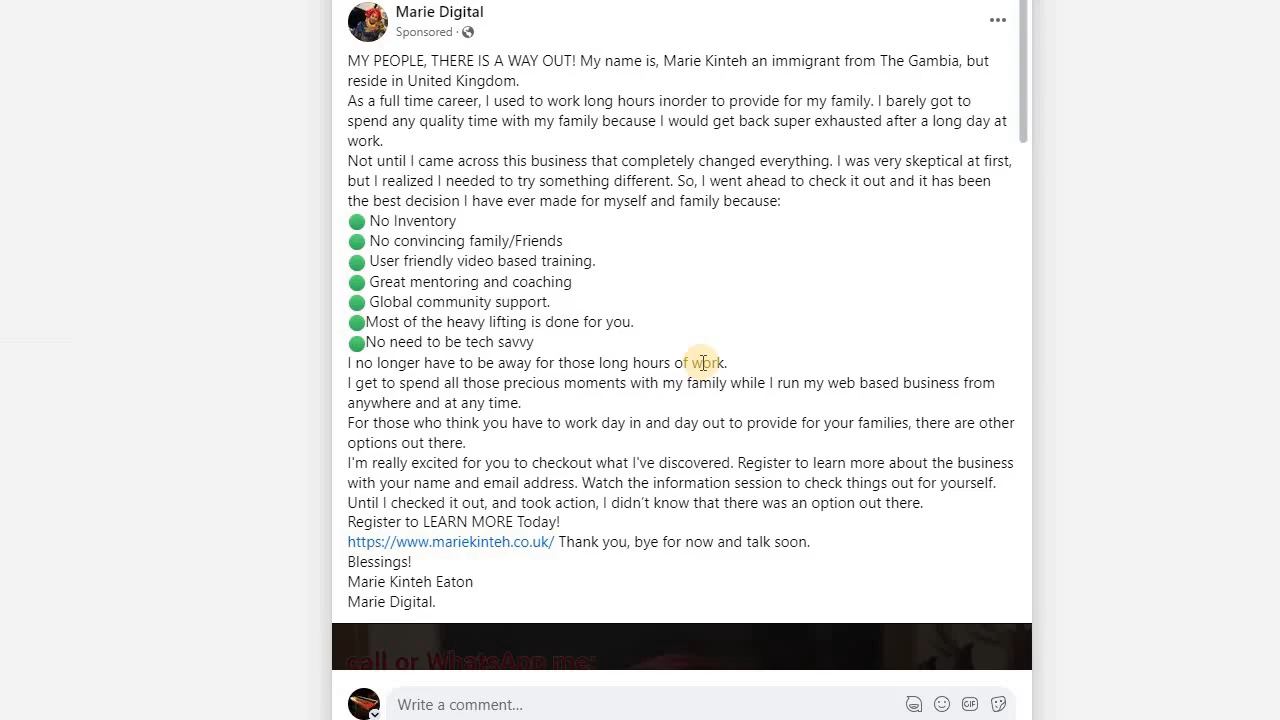 Marie Digital
Sponsored ·
MY PEOPLE, THERE IS A WAY OUT! My name is, Marie Kinteh an immigrant from The Gambia, but
reside in United Kingdom.
As a full time career, I used to work long hours inorder to provide for my family. I barely got to
spend any quality time with my family because I would get back super exhausted after a long day at
work.
Not until I came across this business that completely changed everything. I was very skeptical at first,
but I realized I needed to try something different. So, I went ahead to check it out and it has been
the best decision I have ever made for myself and family because:
No Inventory
No convincing family/Friends
User friendly video based training.
Great mentoring and coaching
Global community support.
Most of the heavy lifting is done for you.
No need to be tech savvy
I no longer have to be away for those long hours of work.
I get to spend all those precious moments with my family while I run my web based business from
anywhere and at any time.
For those who think you have to work day in and day out to provide for your families, there are other
options out there.
I'm really excited for you to checkout what I've discovered. Register to learn more about the business
with your name and email address. Watch the information session to check things out for yourself.
Until I checked it out, and took action, I didn't know that there was an option out there.
Register to LEARN MORE Today!
https://www.mariekinteh.co.uk/ Thank you, bye for now and talk soon.
Blessings!
Marie Kinteh Eaton
Marie Digital.
call or WhatsApp me:
Write a comment...
GIF